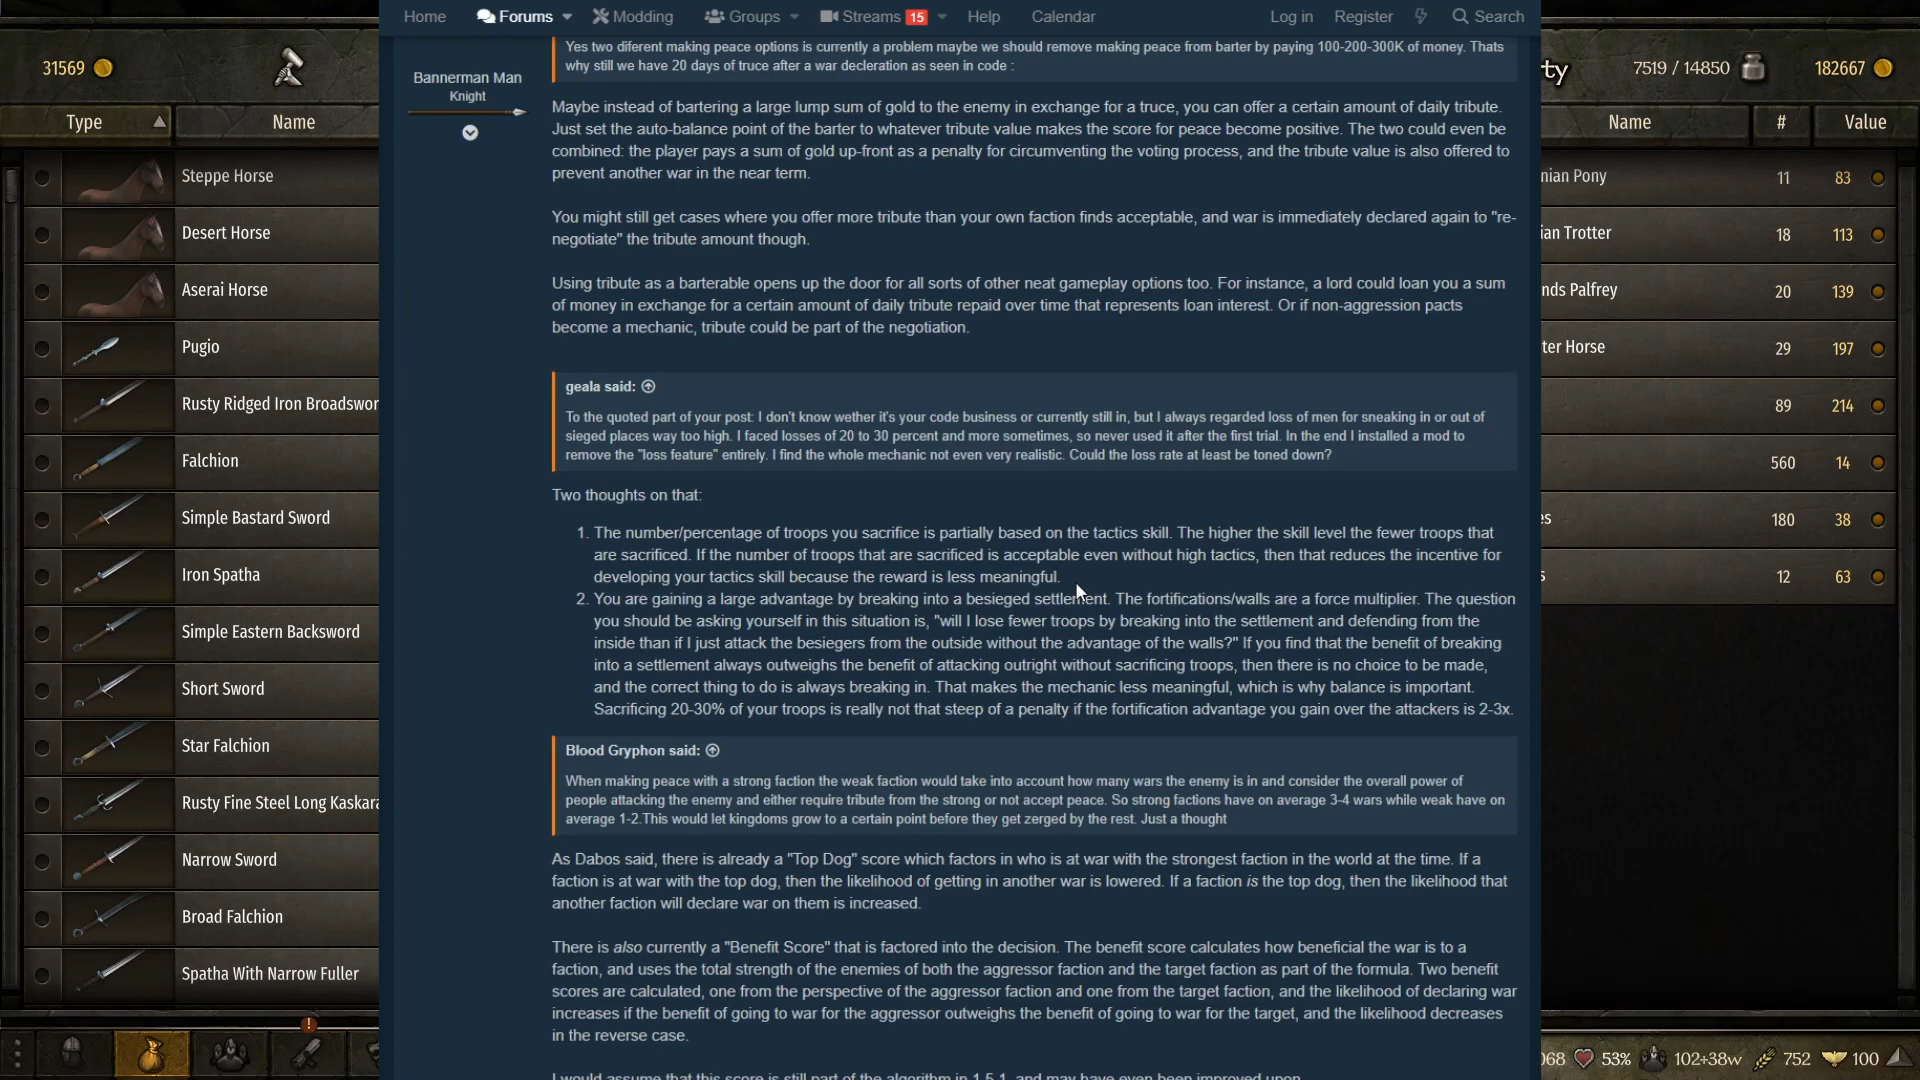 Home Forums Modding Groups Streams 15 Help Calendar Log in Register Search
31569
Type Name
Steppe Horse
Desert Horse
Aserai Horse
Pugio
Rusty Ridged Iron Broadswor
Falchion
Simple Bastard Sword
Iron Spatha
Simple Eastern Backsword
Short Sword
Star Falchion
Rusty Fine Steel Long Kaskara
Narrow Sword
Broad Falchion
Spatha With Narrow Fuller
Bannerman Man
Knight
Yes two diferent making peace options is currently a problem maybe we should remove making peace from barter by paying 100-200-300K of money. Thats
why still we have 20 days of truce after a war decleration as seen in code :
Maybe instead of bartering a large lump sum of gold to the enemy in exchange for a truce, you can offer a certain amount of daily tribute.
Just set the auto-balance point of the barter to whatever tribute value makes the score for peace become positive. The two could even be
combined: the player pays a sum of gold up-front as a penalty for circumventing the voting process, and the tribute value is also offered to
prevent another war in the near term.
You might still get cases where you offer more tribute than your own faction finds acceptable, and war is immediately declared again to "re-
negotiate" the tribute amount though.
Using tribute as a barterable opens up the door for all sorts of other neat gameplay options too. For instance, a lord could loan you a sum
of money in exchange for a certain amount of daily tribute repaid over time that represents loan interest. Or if non-aggression pacts
become a mechanic, tribute could be part of the negotiation.
geala said:
To the quoted part of your post: I don't know wether it's your code business or currently still in, but I always regarded loss of men for sneaking in or out of
sieged places way too high. I faced losses of 20 to 30 percent and more sometimes, so never used it after the first trial. In the end I installed a mod to
remove the "loss feature" entirely. I find the whole mechanic not even very realistic. Could the loss rate at least be toned down?
Two thoughts on that:
1. The number/percentage of troops you sacrifice is partially based on the tactics skill. The higher the skill level the fewer troops that
are sacrificed. If the number of troops that are sacrificed is acceptable even without high tactics, then that reduces the incentive for
developing your tactics skill because the reward is less meaningful.
2. You are gaining a large advantage by breaking into a besieged settlement. The fortifications/walls are a force multiplier. The question
you should be asking yourself in this situation is, "will I lose fewer troops by breaking into the settlement and defending from the
inside than if I just attack the besiegers from the outside without the advantage of the walls?" If you find that the benefit of breaking
into a settlement always outweighs the benefit of attacking outright without sacrificing troops, then there is no choice to be made,
and the correct thing to do is always breaking in. That makes the mechanic less meaningful, which is why balance is important.
Sacrificing 20-30% of your troops is really not that steep of a penalty if the fortification advantage you gain over the attackers is 2-3x.
Blood Gryphon said:
When making peace with a strong faction the weak faction would take into account how many wars the enemy is in and consider the overall power of
people attacking the enemy and either require tribute from the strong or not accept peace. So strong factions have on average 3-4 wars while weak have on
average 1-2.This would let kingdoms grow to a certain point before they get zerged by the rest. Just a thought
As Dabos said, there is already a "Top Dog" score which factors in who is at war with the strongest faction in the world at the time. If a
faction is at war with the top dog, then the likelihood of getting in another war is lowered. If a faction is the top dog, then the likelihood that
another faction will declare war on them is increased.
There is also currently a "Benefit Score" that is factored into the decision. The benefit score calculates how beneficial the war is to a
faction, and uses the total strength of the enemies of both the aggressor faction and the target faction as part of the formula. Two benefit
scores are calculated, one from the perspective of the aggressor faction and one from the target faction, and the likelihood of declaring war
increases if the benefit of going to war for the aggressor outweighs the benefit of going to war for the target, and the likelihood decreases
in the reverse case.
I would assume that this score is still part of the algorithm in 1.5.1, and may have even been improved upon.
ty 7519 / 14850 182667
Name # Value
nian Pony 11 83
ian Trotter 18 113
nds Palfrey 20 139
ter Horse 29 197
89 214
560 14
es 180 38
s 12 63
068 53% 102+38w 752 100